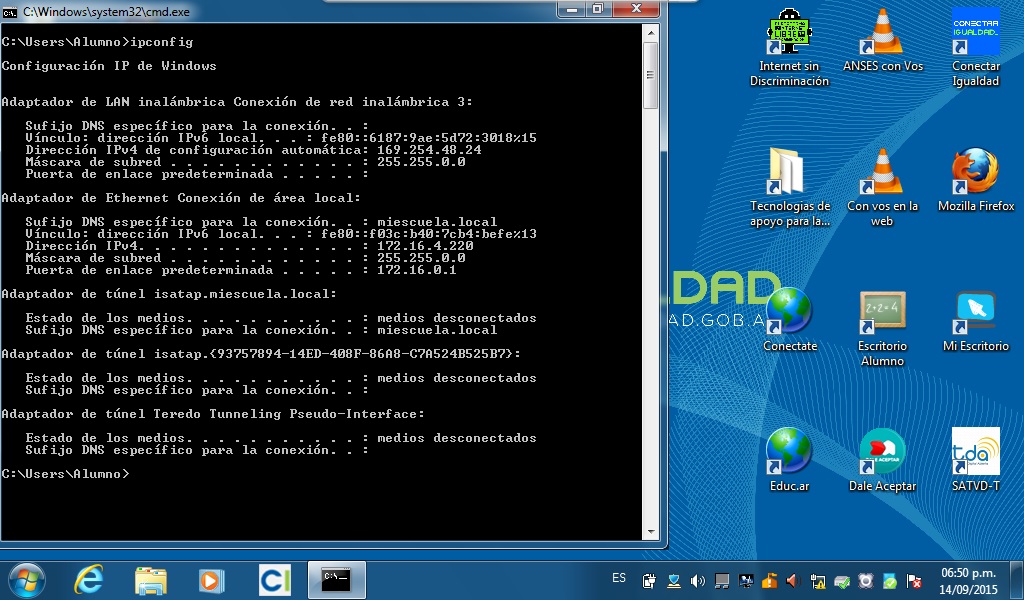 C:\Windows\system32\cmd.exe
C:\Users\Alumno>ipconfig
Configuración IP de Windows
Adaptador de LAN inalámbrica Conexión de red inalámbrica 3:
Sufijo DNS específico para la conexión. . :
Vínculo: dirección IPv6 local. . . : fe80::6187:9ae:5d72:3018%15
Dirección IPv4 de configuración automática: 169.254.48.24
Máscara de subred . . . . . . . . . . . . : 255.255.0.0
Puerta de enlace predeterminada . . . . . :
Adaptador de Ethernet Conexión de área local:
Sufijo DNS específico para la conexión. . : miescuela.local
Vínculo: dirección IPv6 local. . . : fe80::f03c:b40:7cb4:befe%13
Dirección IPv4. . . . . . . . . . . . . . : 172.16.4.220
Máscara de subred . . . . . . . . . . . . : 255.255.0.0
Puerta de enlace predeterminada . . . . . : 172.16.0.1
Adaptador de túnel isatap.miescuela.local:
Estado de los medios. . . . . . . . . . . : medios desconectados
Sufijo DNS específico para la conexión. . : miescuela.local
Adaptador de túnel isatap.{93757894-14ED-408F-86A8-C7A524B525B7}:
Estado de los medios. . . . . . . . . . . : medios desconectados
Sufijo DNS específico para la conexión. . :
Adaptador de túnel Teredo Tunneling Pseudo-Interface:
Estado de los medios. . . . . . . . . . . : medios desconectados
Sufijo DNS específico para la conexión. . :
C:\Users\Alumno>
Internet sin
Discriminación
ANSES con Vos
CONECTAR
IGUALDAD
Conectar
Igualdad
Tecnologias de
apoyo para la...
Con vos en la
web
Mozilla Firefox
DAD
AD.GOB.A
Conectate
2+2=4
Escritorio
Alumno
Mi Escritorio
Educ.ar
Dale Aceptar
tda
SATVD-T
CI
C:\_
ES
06:50 p.m.
14/09/2015